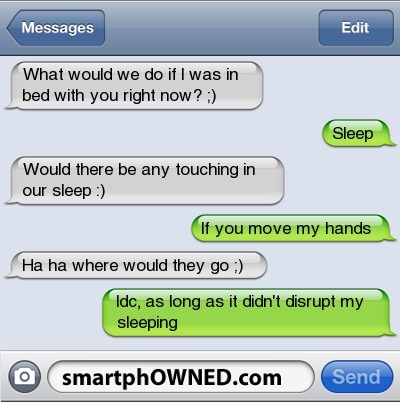 Messages
Edit
What would we do if I was in
bed with you right now? ;)
Sleep
Would there be any touching in
our sleep :)
If you move my hands
Ha ha where would they go ;)
Idc, as long as it didn't disrupt my
sleeping
smartphOWNED.com
Send